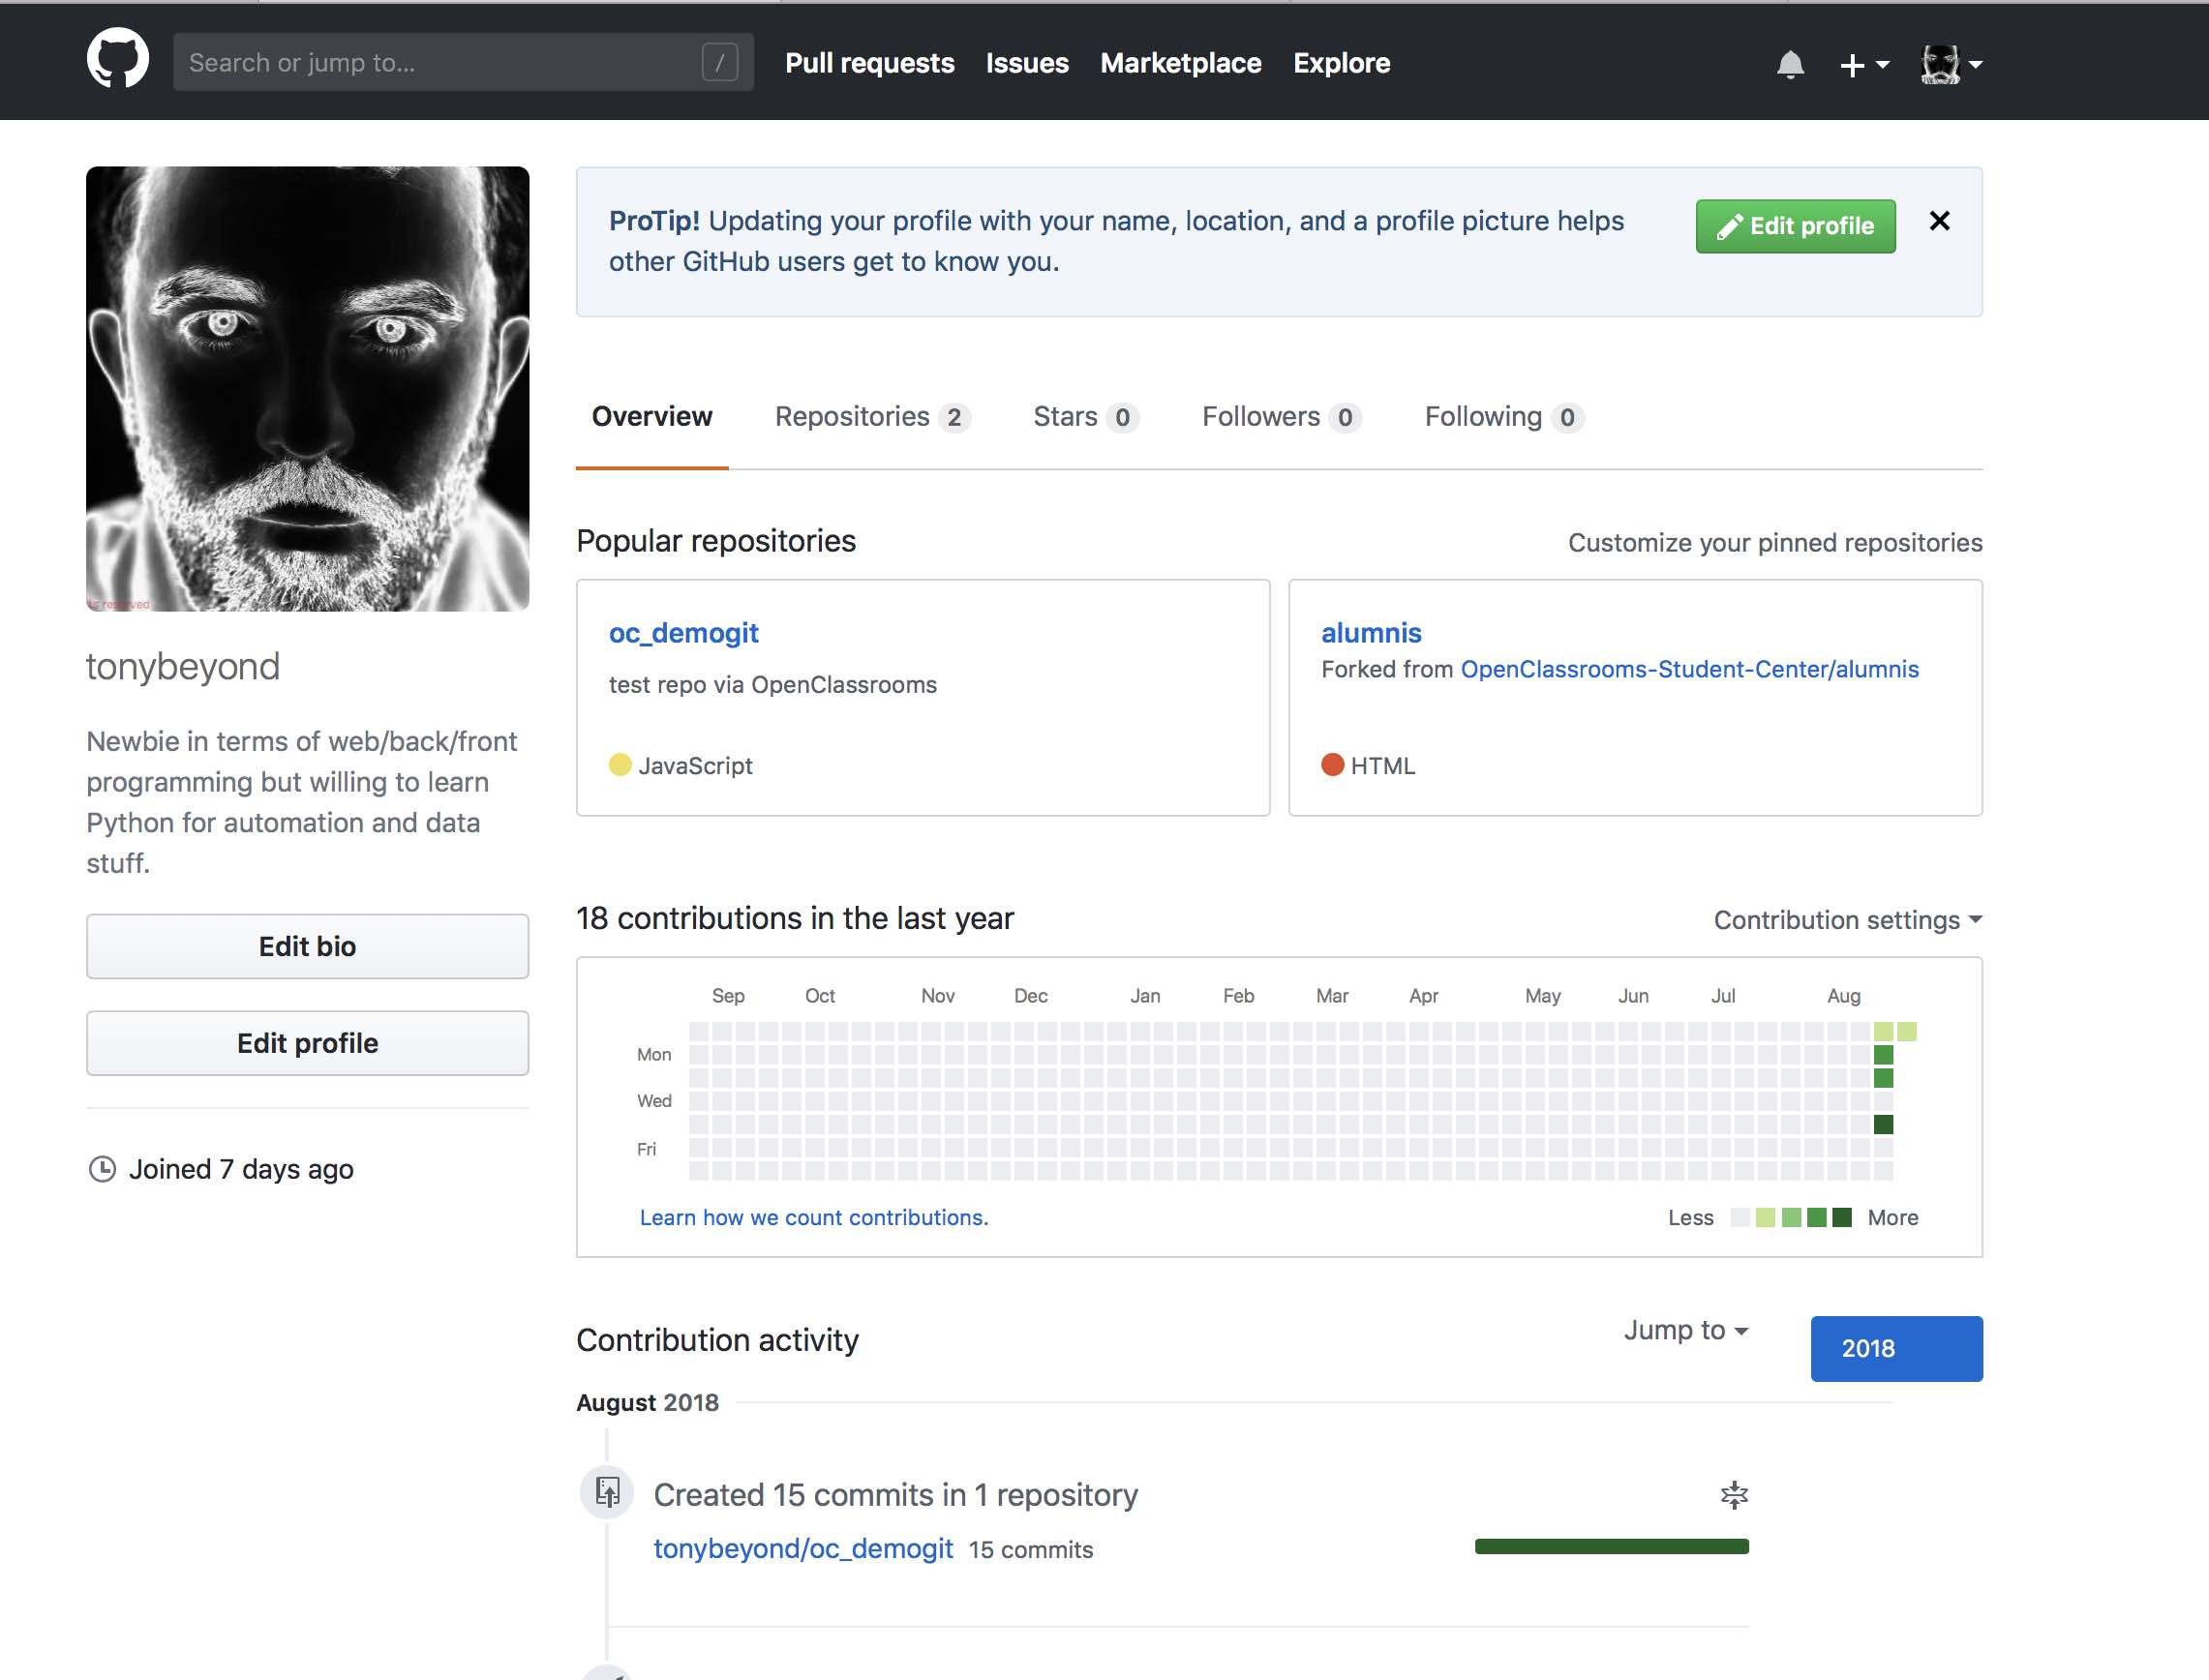 Search or jump to...
/
Pull requests
Issues
Marketplace
Explore
ProTip! Updating your profile with your name, location, and a profile picture helps
other GitHub users get to know you.
Edit profile
Overview
Repositories 2
Stars 0
Followers 0
Following 0
Popular repositories
Customize your pinned repositories
oc_demogit
test repo via OpenClassrooms
JavaScript
alumnis
Forked from OpenClassrooms-Student-Center/alumnis
HTML
reserved
tonybeyond
Newbie in terms of web/back/front
programming but willing to learn
Python for automation and data
stuff.
Edit bio
Edit profile
Joined 7 days ago
18 contributions in the last year
Contribution settings
Sep Oct Nov Dec Jan Feb Mar Apr May Jun Jul Aug
Mon
Wed
Fri
Learn how we count contributions.
Less
More
Contribution activity
Jump to
2018
August 2018
Created 15 commits in 1 repository
tonybeyond/oc_demogit 15 commits